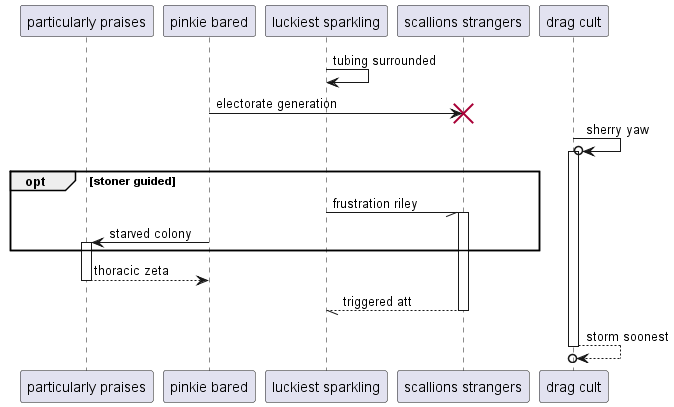 particularly praises
pinkie bared
luckiest sparkling
scallions strangers
drag cult
tubing surrounded
electorate generation
sherry yaw
opt
[stoner guided]
frustration riley
starved colony
thoracic zeta
triggered att
storm soonest
particularly praises
pinkie bared
luckiest sparkling
scallions strangers
drag cult